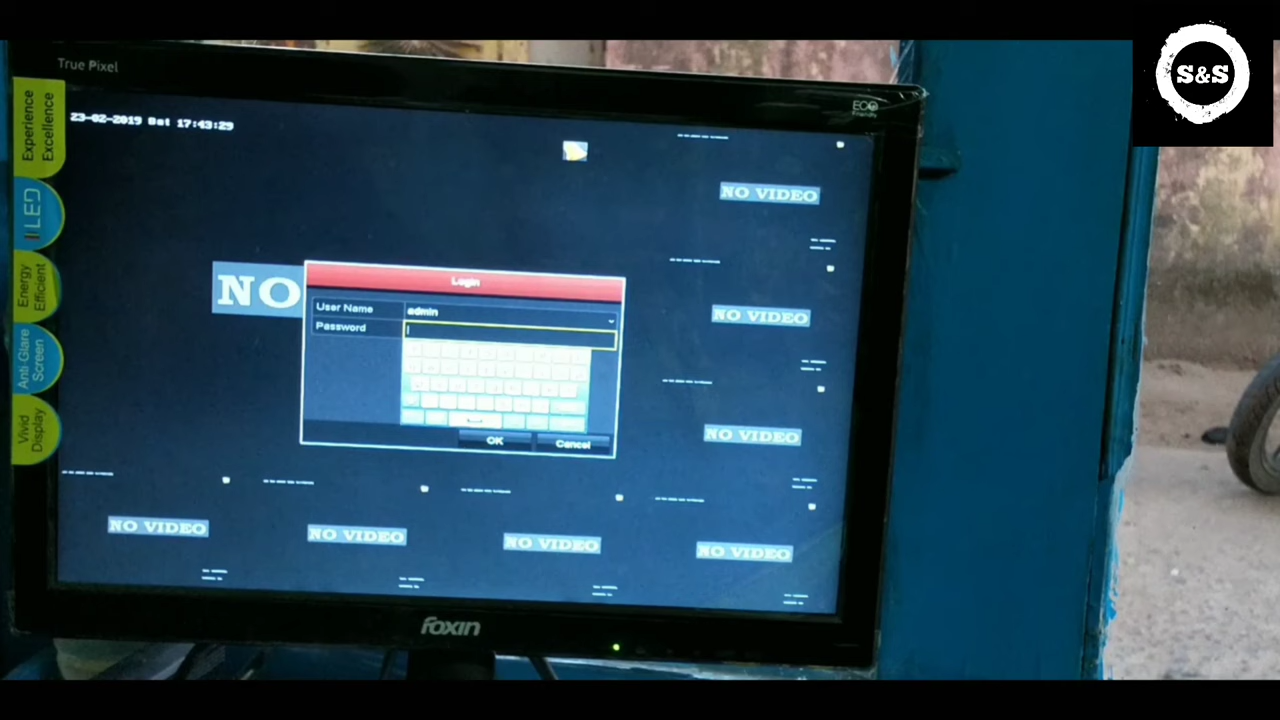 S&S
True Pixel
ECO
Friendly
Experience
Excellence
LED
Energy
Efficient
Anti-Glare
Screen
Vivid
Display
23-02-2019 Sat 17:43:29
NO VIDEO
NO VIDEO
NO
Login
User Name admin
Password
OK Cancel
NO VIDEO
NO VIDEO
NO VIDEO
NO VIDEO
NO VIDEO
foxin